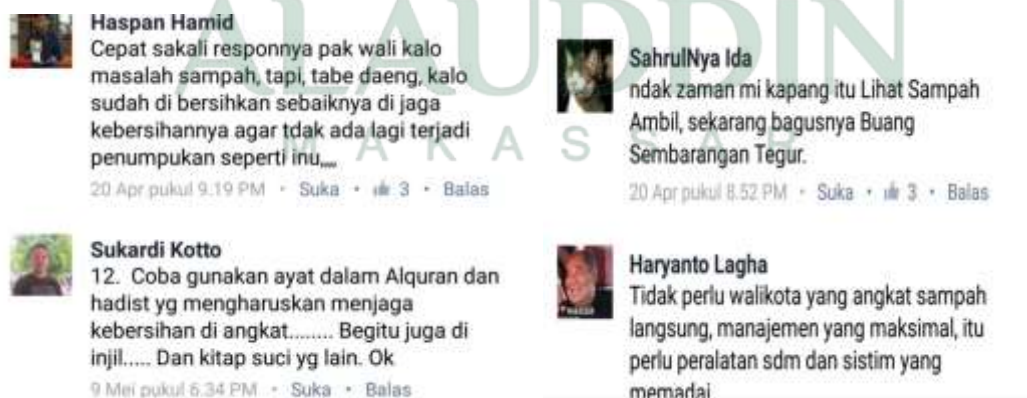 ALAUDDIN
MAKASSAR
Haspan Hamid
Cepat sakali responnya pak wali kalo
masalah sampah, tapi, tabe daeng, kalo
sudah di bersihkan sebaiknya di jaga
kebersihannya agar tdak ada lagi terjadi
penumpukan seperti inu,,,,
20 Apr pukul 9.19 PM • Suka • 3 • Balas
Sukardi Kotto
12. Coba gunakan ayat dalam Alquran dan
hadist yg mengharuskan menjaga
kebersihan di angkat........ Begitu juga di
injil..... Dan kitap suci yg lain. Ok
9 Mei pukul 6.34 PM • Suka • Balas
SahrulNya Ida
ndak zaman mi kapang itu Lihat Sampah
Ambil, sekarang bagusnya Buang
Sembarangan Tegur.
20 Apr pukul 8.52 PM • Suka • 3 • Balas
Haryanto Lagha
Tidak perlu walikota yang angkat sampah
langsung, manajemen yang maksimal, itu
perlu peralatan sdm dan sistim yang
memadai